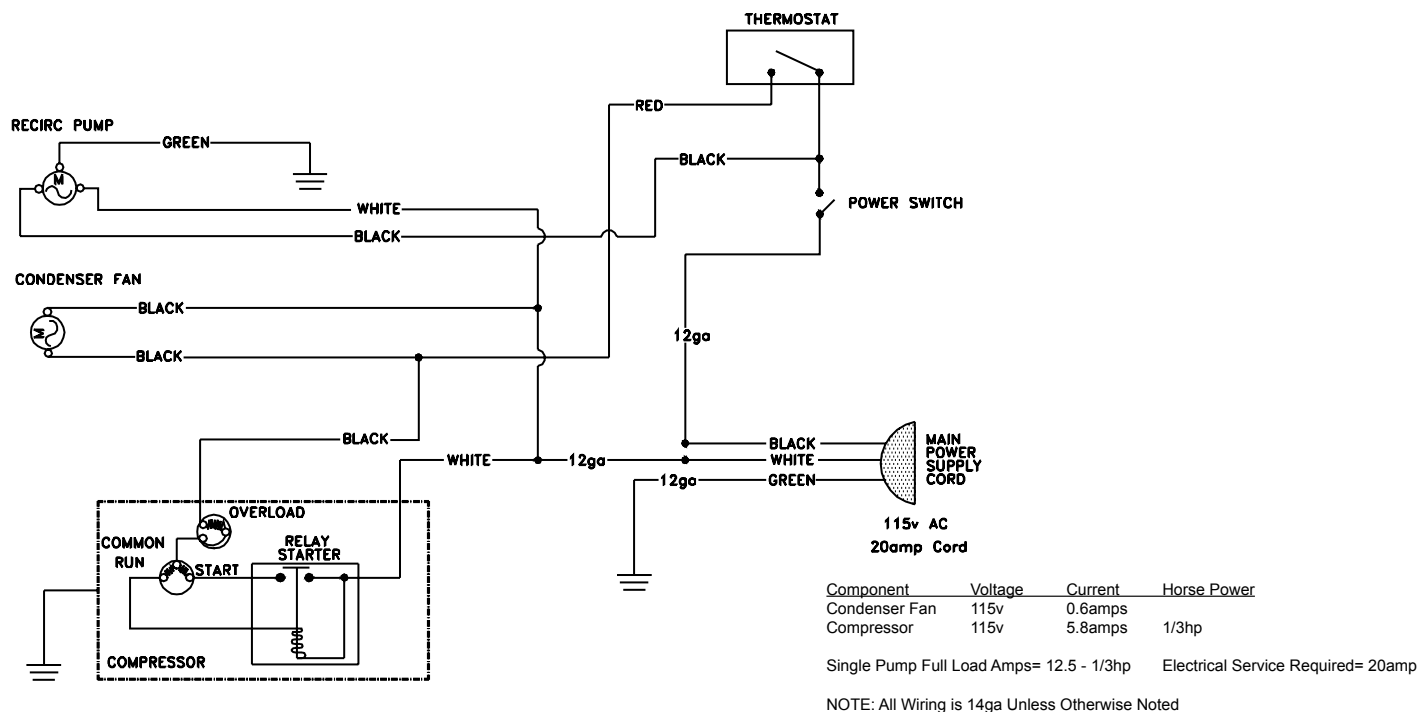 THERMOSTAT
RED
RECIRC PUMP
GREEN
BLACK
M
WHITE
POWER SWITCH
BLACK
CONDENSER FAN
BLACK
M
12ga
BLACK
BLACK
BLACK
MAIN
POWER
SUPPLY
CORD
WHITE
12ga
WHITE
12ga
GREEN
OVERLOAD
115v AC
20amp Cord
COMMON
RELAY
STARTER
RUN
START
COMPRESSOR
Component Voltage Current Horse Power
Condenser Fan 115v 0.6amps
Compressor 115v 5.8amps 1/3hp
Single Pump Full Load Amps= 12.5 - 1/3hp Electrical Service Required= 20amp
NOTE: All Wiring is 14ga Unless Otherwise Noted